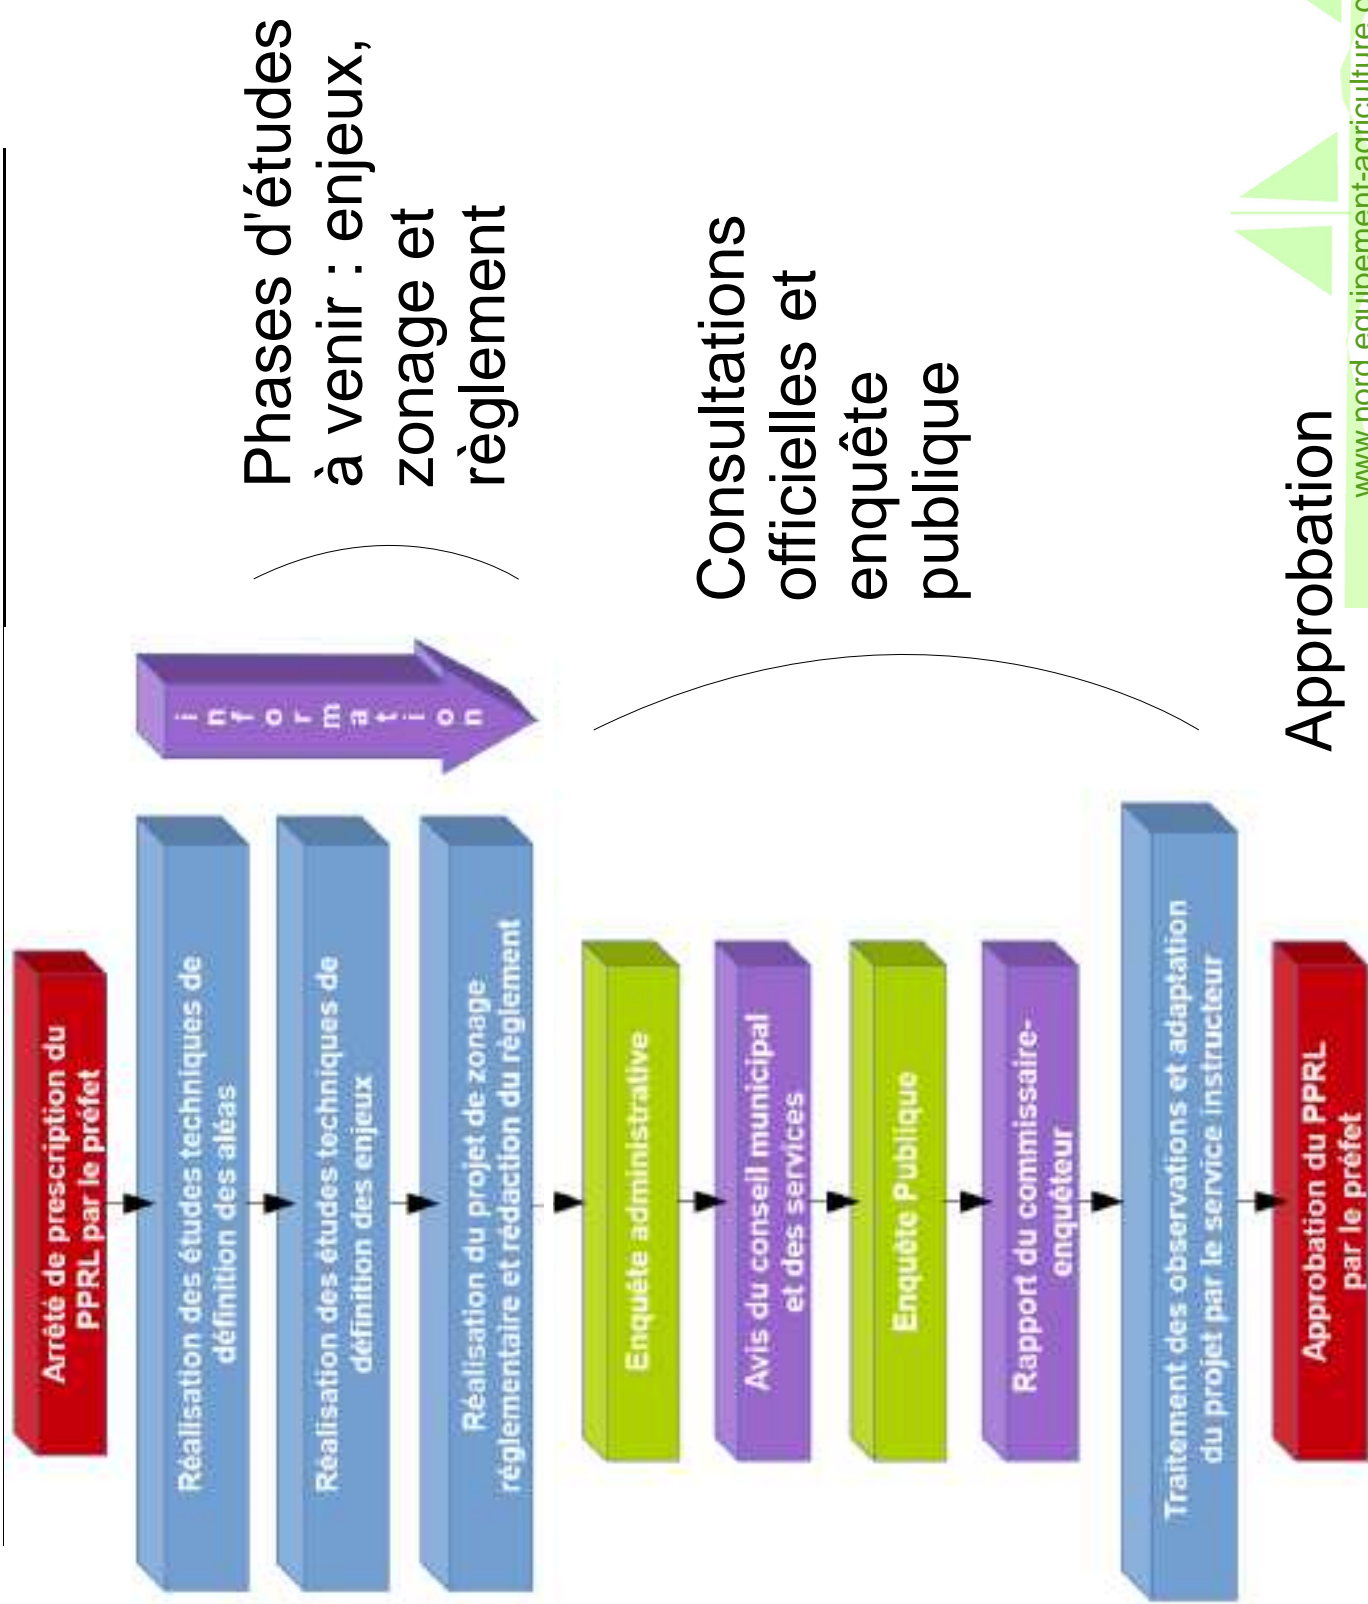 Arrêté de prescription du
PPRL par le préfet
Réalisation des études techniques de
définition des aléas
Réalisation des études techniques de
définition des enjeux
Réalisation du projet de zonage
réglementaire et rédaction du règlement
information
Phases d'études
à venir : enjeux,
zonage et
règlement
Enquête administrative
Avis du conseil municipal
et des services
Enquête Publique
Rapport du commissaire-
enquêteur
Traitement des observations et adaptation
du projet par le service instructeur
Consultations
officielles et
enquête
publique
Approbation du PPRL
par le préfet
Approbation
www.nord.equipement-agriculture.